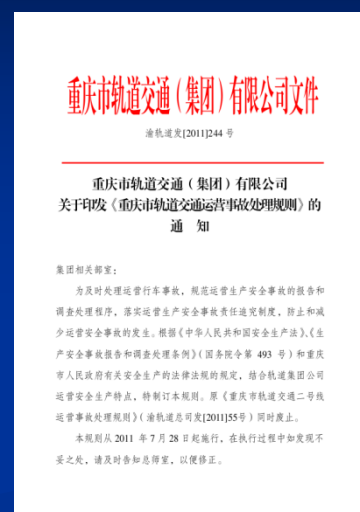 重庆市轨道交通（集团）有限公司文件
渝轨道发[2011]244 号
重庆市轨道交通（集团）有限公司
关于印发《重庆市轨道交通运营事故处理规则》的
通 知
集团相关部室：
为及时处理运营行车事故，规范运营生产安全事故的报告和
调查处理程序，落实运营生产安全事故责任追究制度，防止和减
少运营安全事故的发生。根据《中华人民共和国安全生产法》、《生
产安全事故报告和调查处理条例》（国务院令第 493 号）和重庆
市人民政府有关安全生产的法律法规的规定，结合轨道集团公司
运营安全生产特点，特制订本规则。原《重庆市轨道交通二号线
运营事故处理规则》（渝轨道总司发[2011]55号）同时废止。
本规则从 2011 年 7 月 28 日起施行，在执行过程中如发现不
妥之处，请及时告知总师室，以便修正。